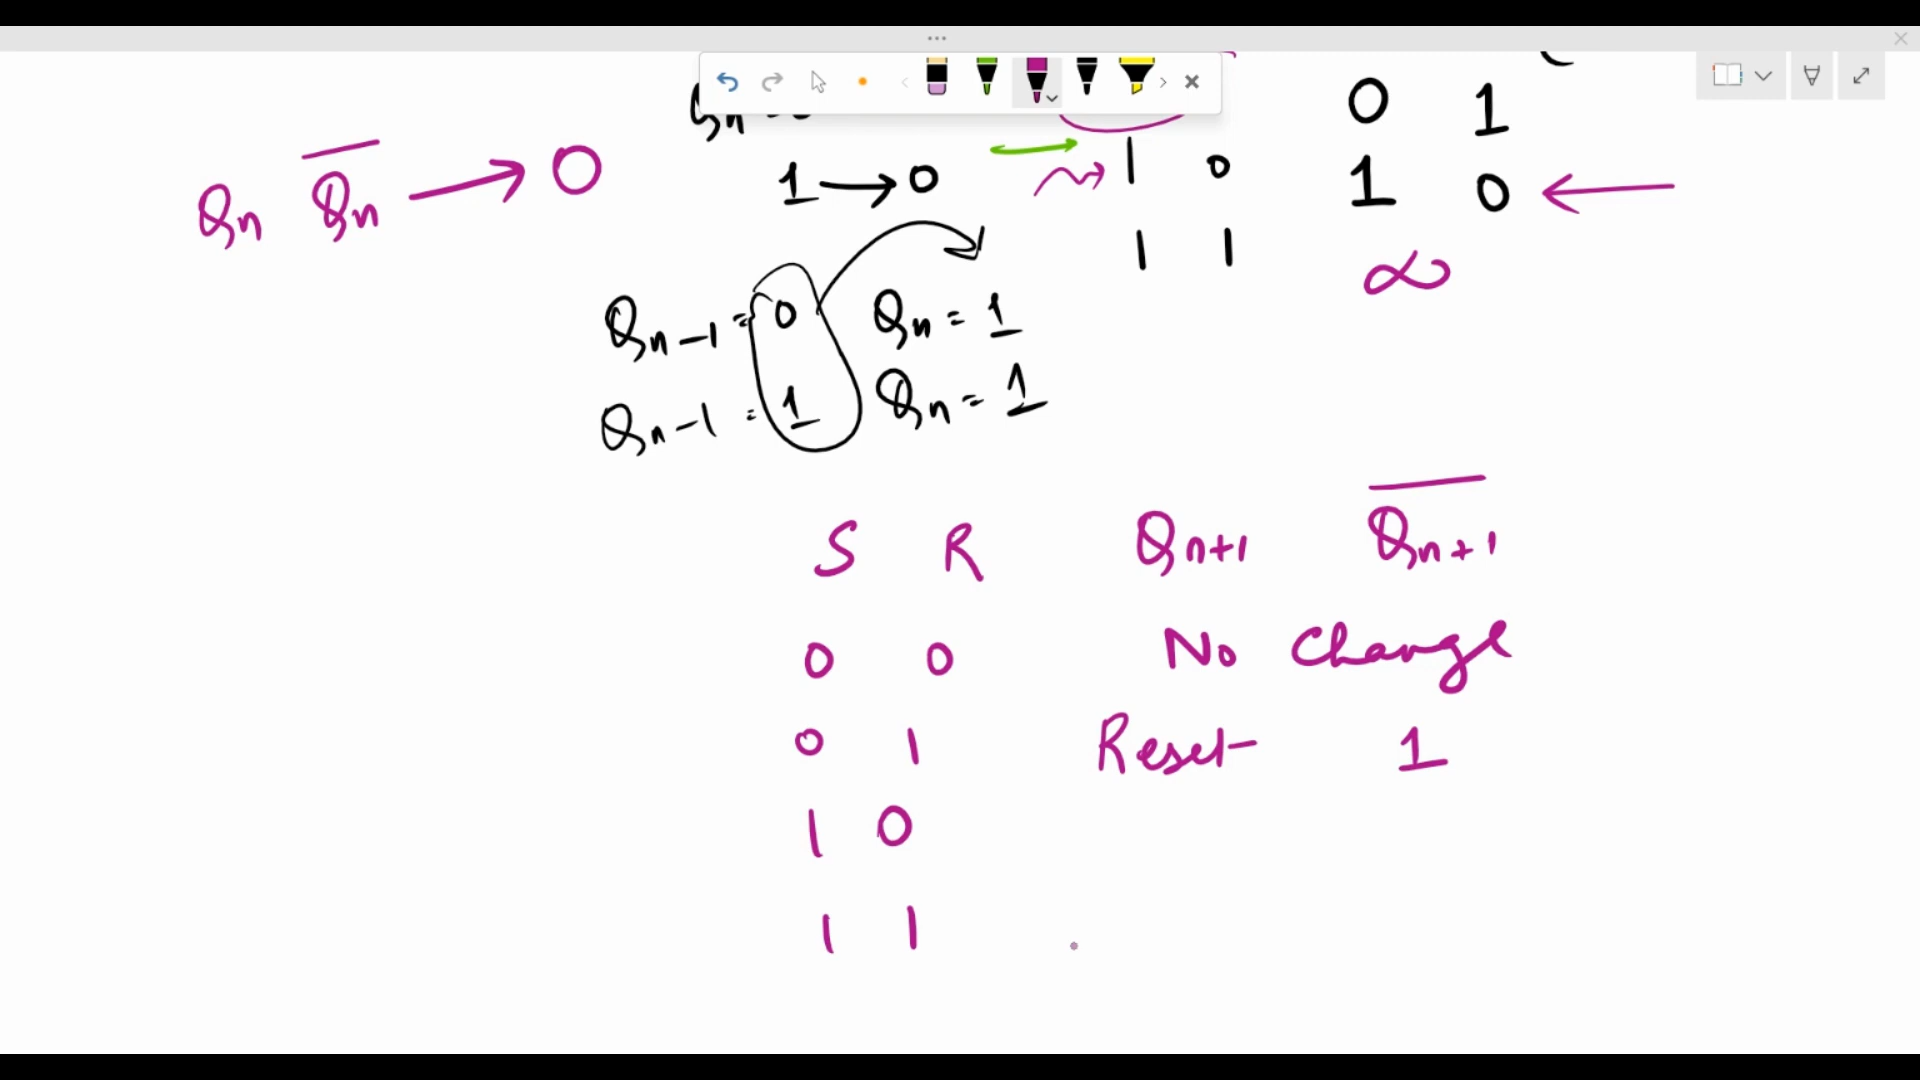 0 1
Qn Q̅n → 0
1 → 0
1 0
1 0 ←
1 1
∝
Qn-1 = 0 Qn = 1
Qn-1 = 1 Qn = 1
S R Qn+1 Q̅n+1
0 0 No Change
0 1 Reset 1
1 0
1 1